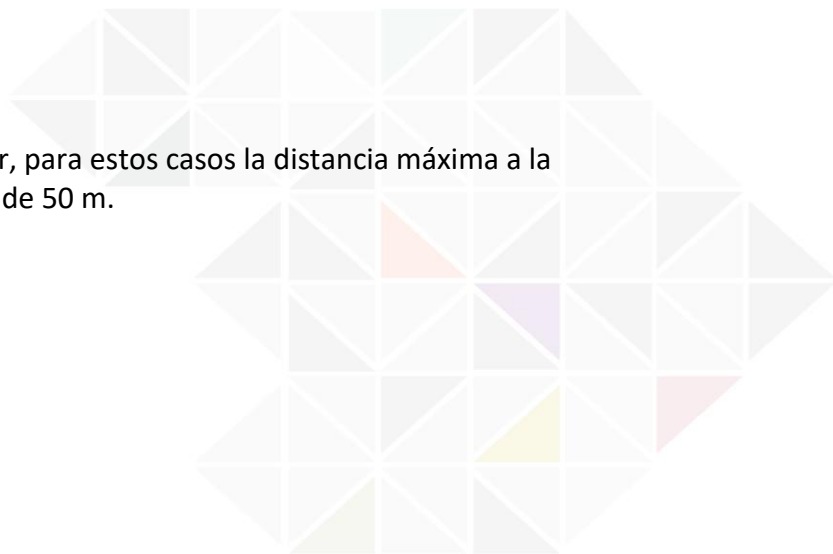 r, para estos casos la distancia máxima a la
de 50 m.